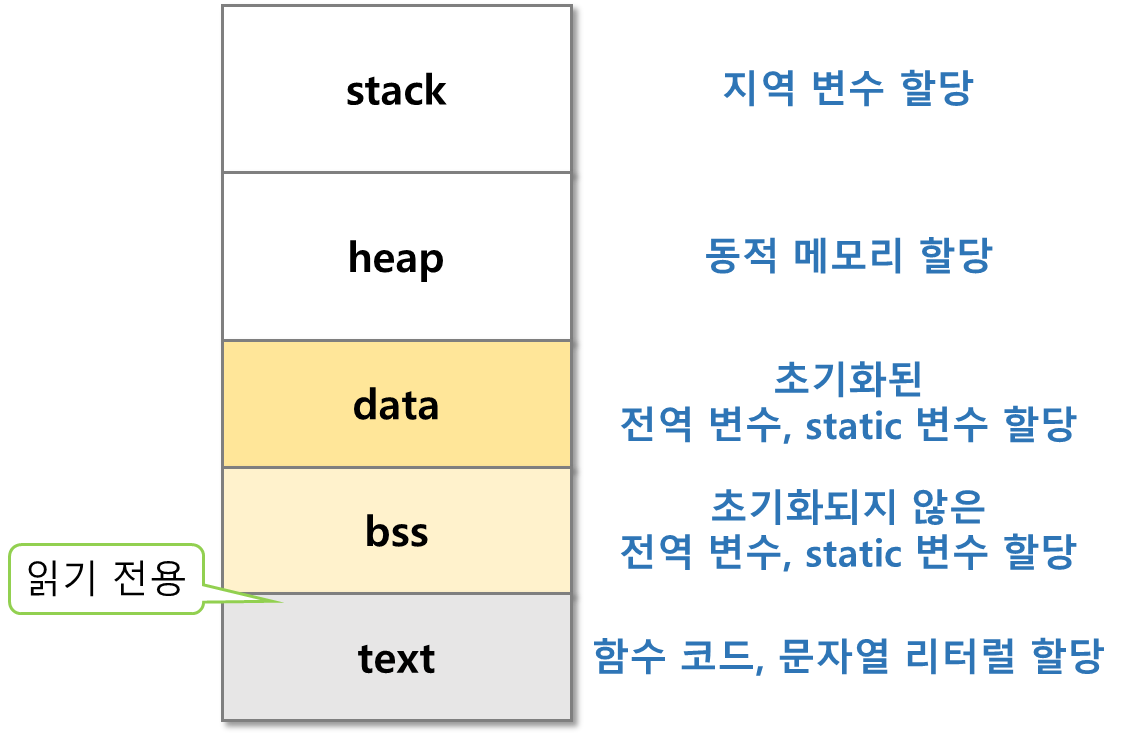 stack
지역 변수 할당
heap
동적 메모리 할당
data
초기화된
전역 변수, static 변수 할당
bss
초기화되지 않은
전역 변수, static 변수 할당
읽기 전용
text
함수 코드, 문자열 리터럴 할당